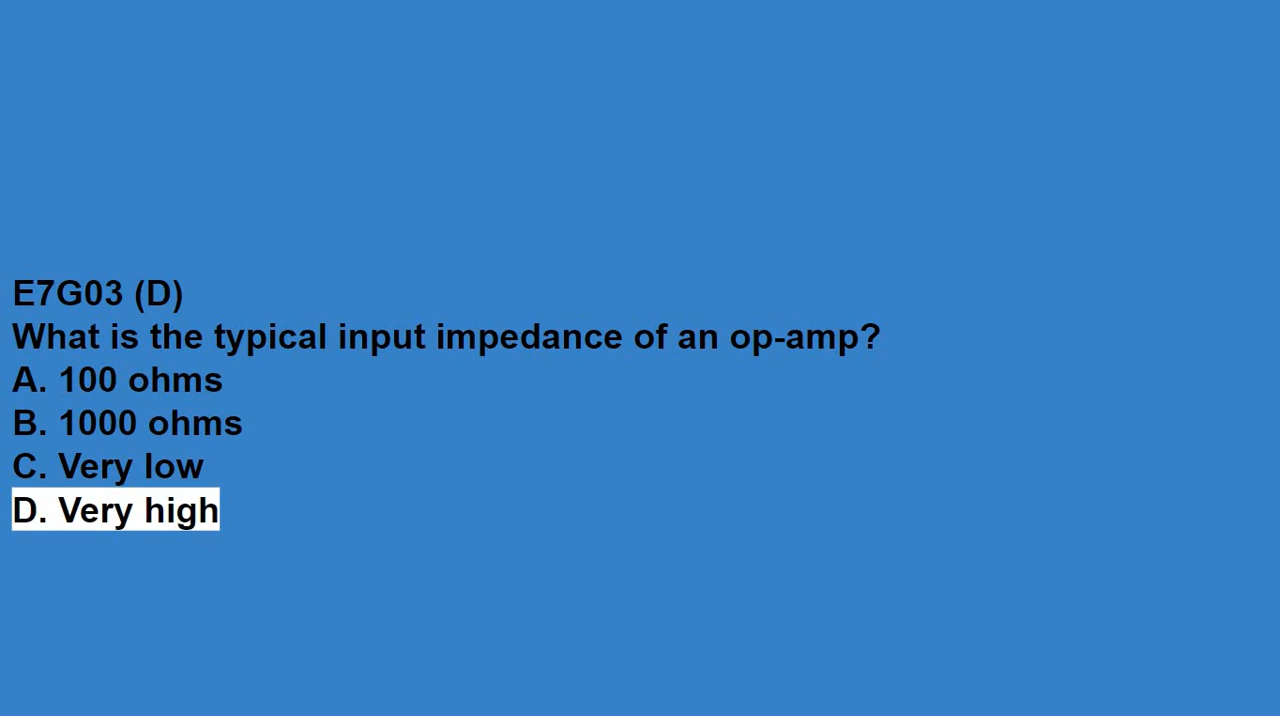 E7G03 (D)
What is the typical input impedance of an op-amp?
A. 100 ohms
B. 1000 ohms
C. Very low
D. Very high